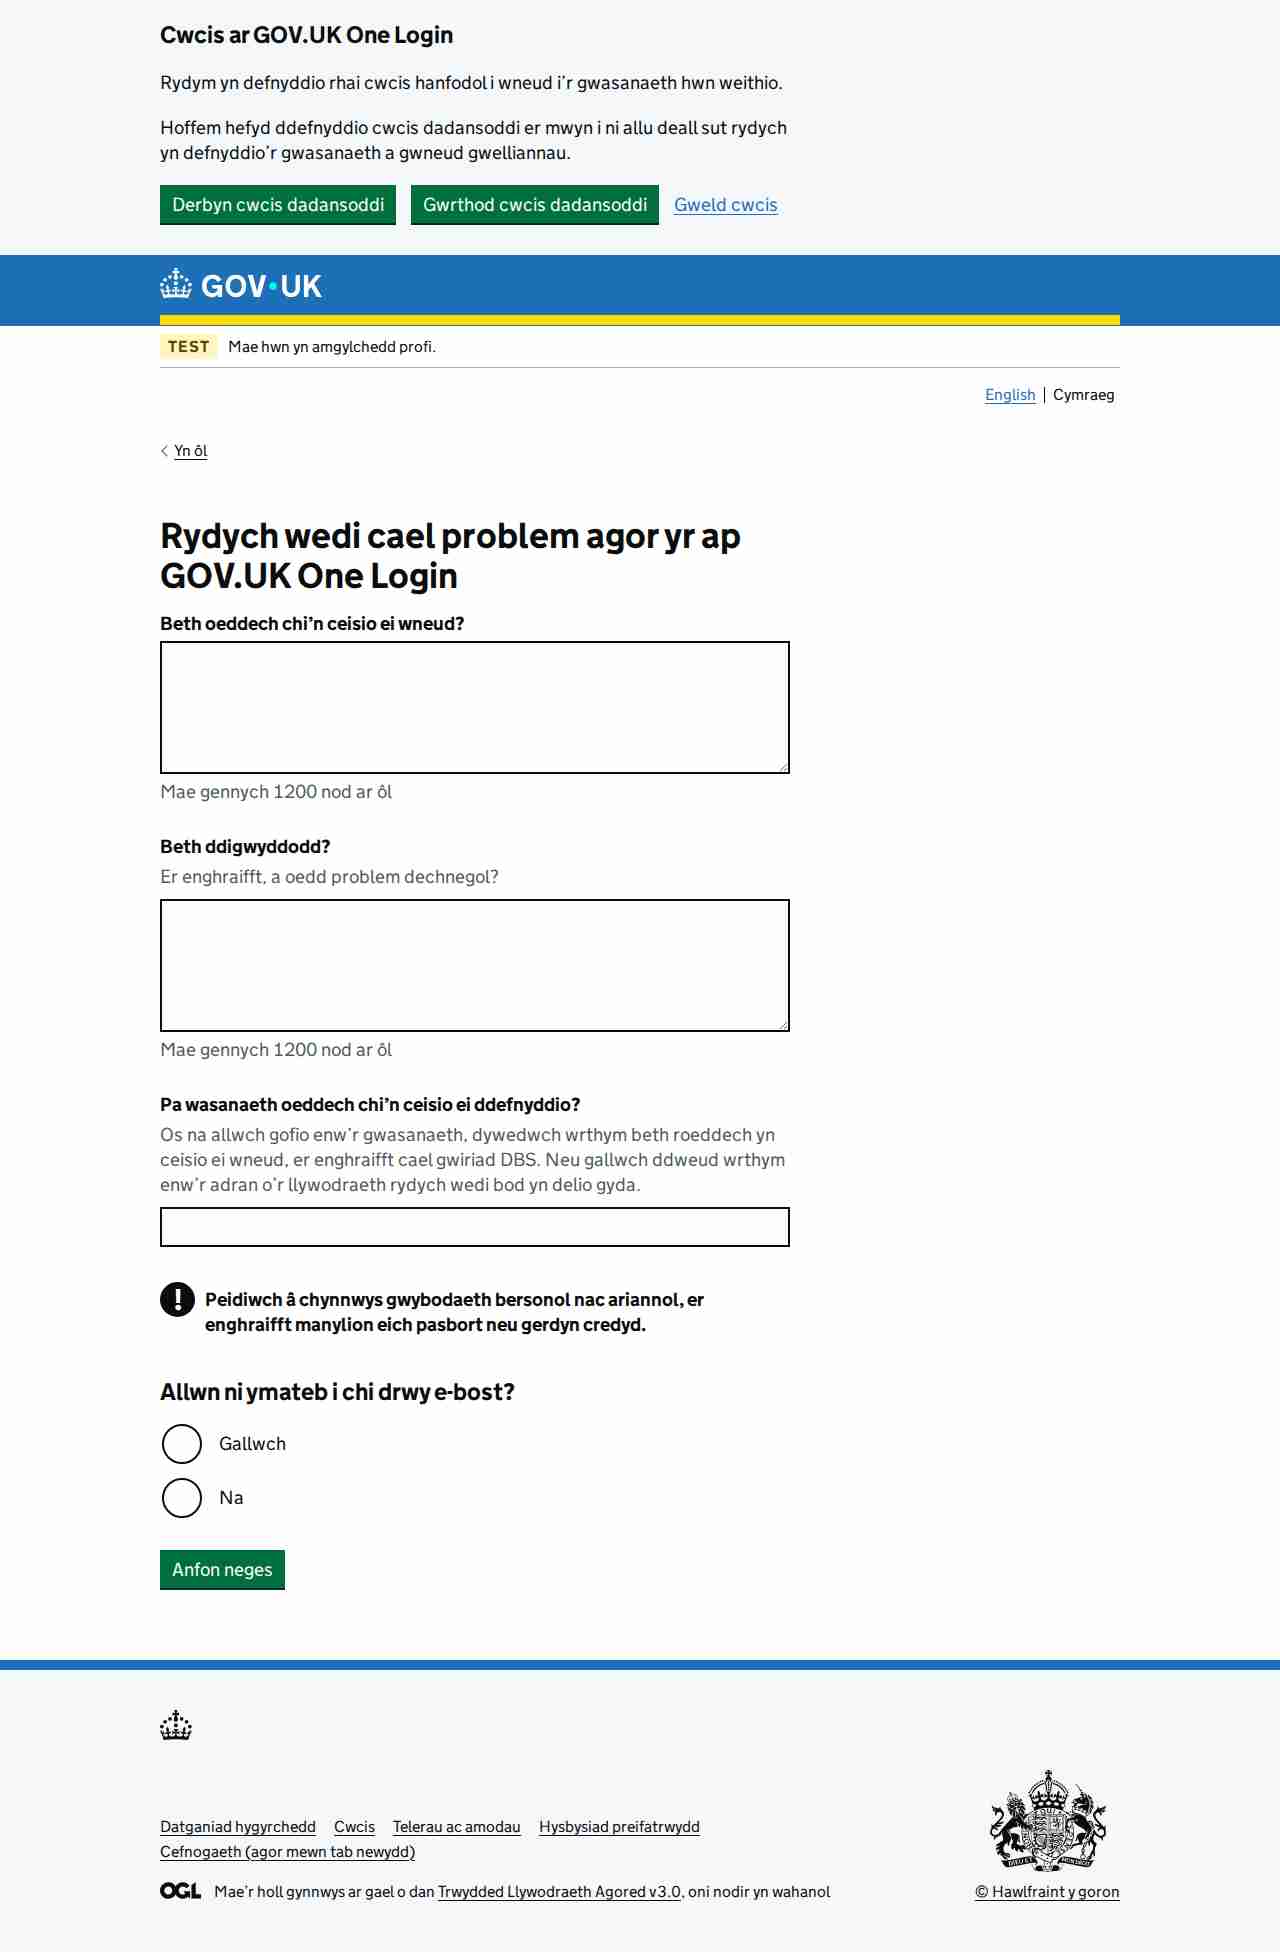 Cwcis ar GOV.UK One Login
Rydym yn defnyddio rhai cwcis hanfodol i wneud i’r gwasanaeth hwn weithio.
Hoffem hefyd ddefnyddio cwcis dadansoddi er mwyn i ni allu deall sut rydych
yn defnyddio’r gwasanaeth a gwneud gwelliannau.
Derbyn cwcis dadansoddi Gwrthod cwcis dadansoddi Gweld cwcis
GOV•UK
TEST Mae hwn yn amgylchedd profi.
English | Cymraeg
Yn ôl
Rydych wedi cael problem agor yr ap
GOV.UK One Login
Beth oeddech chi’n ceisio ei wneud?
Mae gennych 1200 nod ar ôl
Beth ddigwyddodd?
Er enghraifft, a oedd problem dechnegol?
Mae gennych 1200 nod ar ôl
Pa wasanaeth oeddech chi’n ceisio ei ddefnyddio?
Os na allwch gofio enw’r gwasanaeth, dywedwch wrthym beth roeddech yn
ceisio ei wneud, er enghraifft cael gwiriad DBS. Neu gallwch ddweud wrthym
enw’r adran o’r llywodraeth rydych wedi bod yn delio gyda.
! Peidiwch â chynnwys gwybodaeth bersonol nac ariannol, er
enghraifft manylion eich pasbort neu gerdyn credyd.
Allwn ni ymateb i chi drwy e-bost?
Gallwch
Na
Anfon neges
Datganiad hygyrchedd Cwcis Telerau ac amodau Hysbysiad preifatrwydd
Cefnogaeth (agor mewn tab newydd)
OGL Mae’r holl gynnwys ar gael o dan Trwydded Llywodraeth Agored v3.0, oni nodir yn wahanol
© Hawlfraint y goron